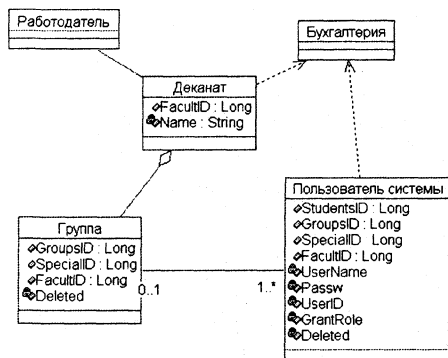 Работодатель
Бухгалтерия
Деканат
FacultID : Long
Name : String
Группа
GroupsID : Long
SpecialID : Long
FacultID : Long
Deleted
0..1
1..*
Пользователь системы
StudentsID : Long
GroupsID : Long
SpecialID Long
FacultID : Long
UserName
Passw
UserID
GrantRole
Deleted